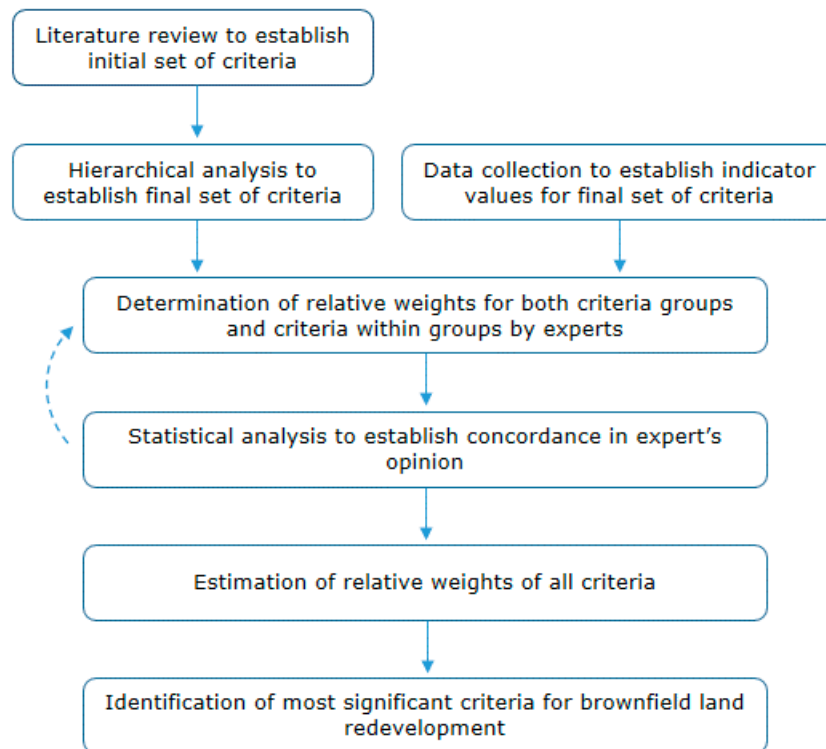 Literature review to establish
initial set of criteria
Hierarchical analysis to
establish final set of criteria
Data collection to establish indicator
values for final set of criteria
Determination of relative weights for both criteria groups
and criteria within groups by experts
Statistical analysis to establish concordance in expert’s
opinion
Estimation of relative weights of all criteria
Identification of most significant criteria for brownfield land
redevelopment